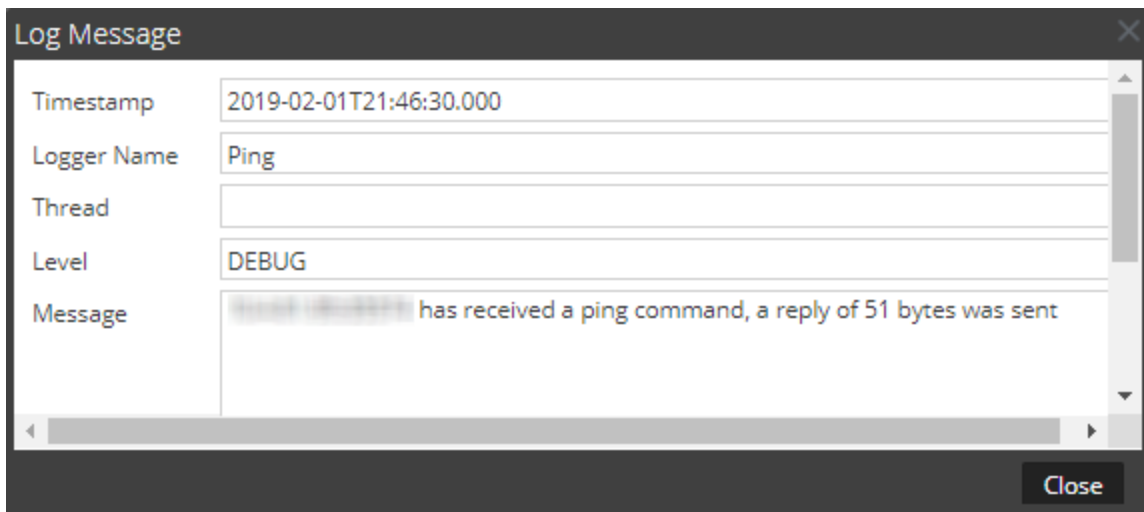 Log Message
Timestamp 2019-02-01T21:46:30.000
Logger Name Ping
Thread
Level DEBUG
Message has received a ping command, a reply of 51 bytes was sent
Close